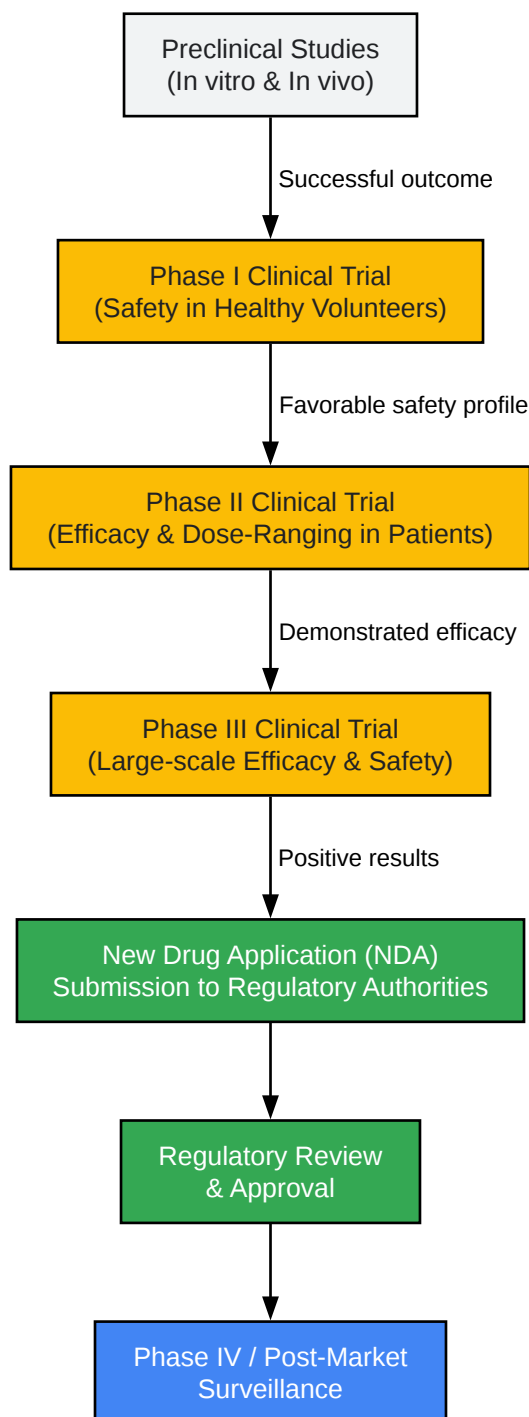 Preclinical Studies
(In vitro & In vivo)
Successful outcome
Phase I Clinical Trial
(Safety in Healthy Volunteers)
Favorable safety profile
Phase II Clinical Trial
(Efficacy & Dose-Ranging in Patients)
Demonstrated efficacy
Phase III Clinical Trial
(Large-scale Efficacy & Safety)
Positive results
New Drug Application (NDA)
Submission to Regulatory Authorities
Regulatory Review
& Approval
Phase IV / Post-Market
Surveillance